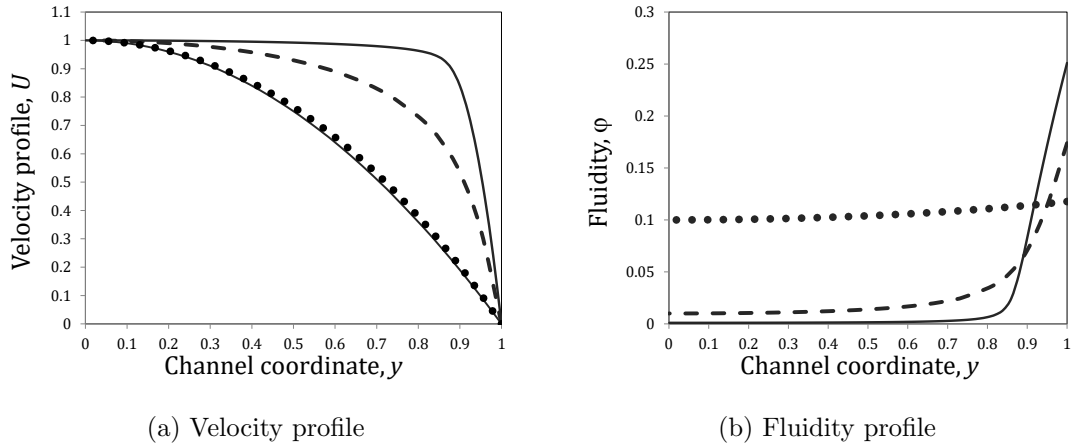 1.1
1
0.9
0.8
0.7
0.6
0.5
0.4
0.3
0.2
0.1
0
Velocity profile, U
0 0.1 0.2 0.3 0.4 0.5 0.6 0.7 0.8 0.9 1
Channel coordinate, y
(a) Velocity profile
0.3
0.25
0.2
0.15
0.1
0.05
0
Fluidity, φ
0 0.1 0.2 0.3 0.4 0.5 0.6 0.7 0.8 0.9 1
Channel coordinate, y
(b) Fluidity profile